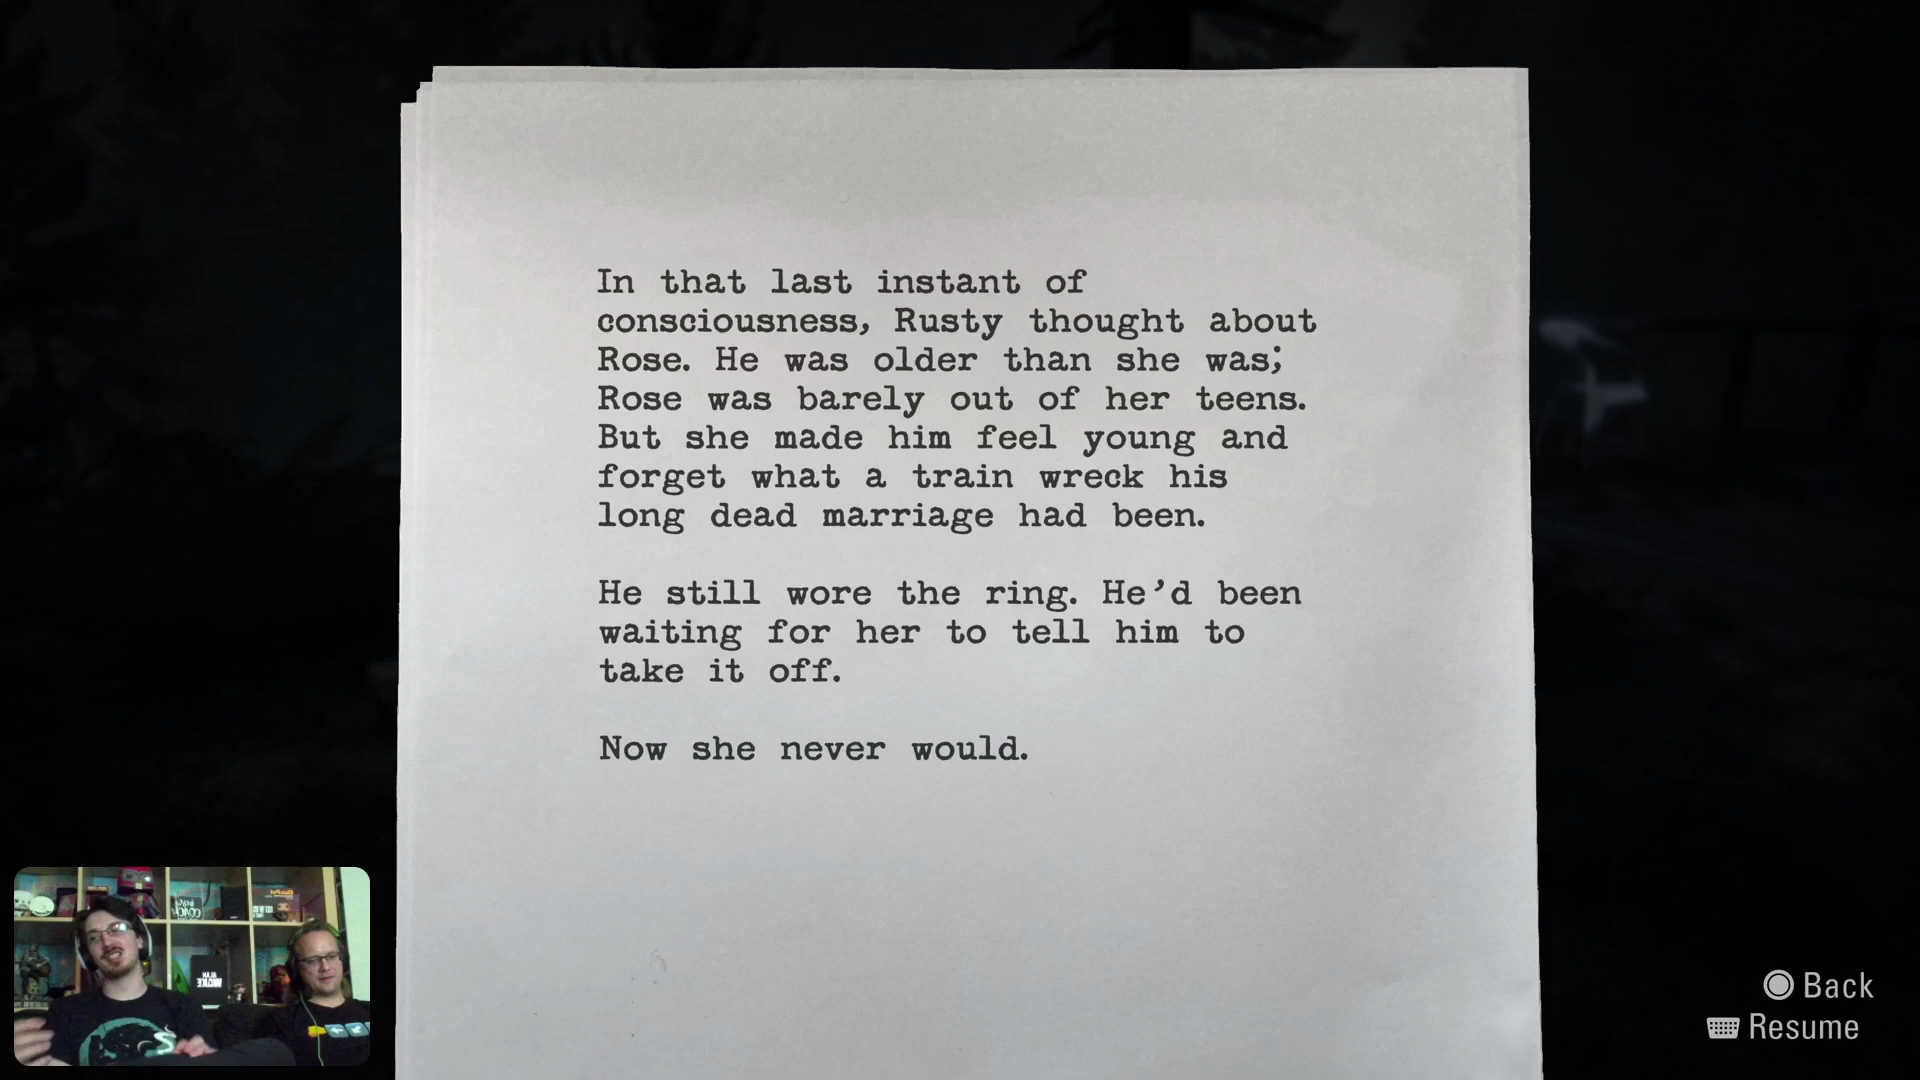 In that last instant of
consciousness, Rusty thought about
Rose. He was older than she was;
Rose was barely out of her teens.
But she made him feel young and
forget what a train wreck his
long dead marriage had been.
He still wore the ring. He’d been
waiting for her to tell him to
take it off.
Now she never would.
COACH
ALAN
WAKE
Back
Resume